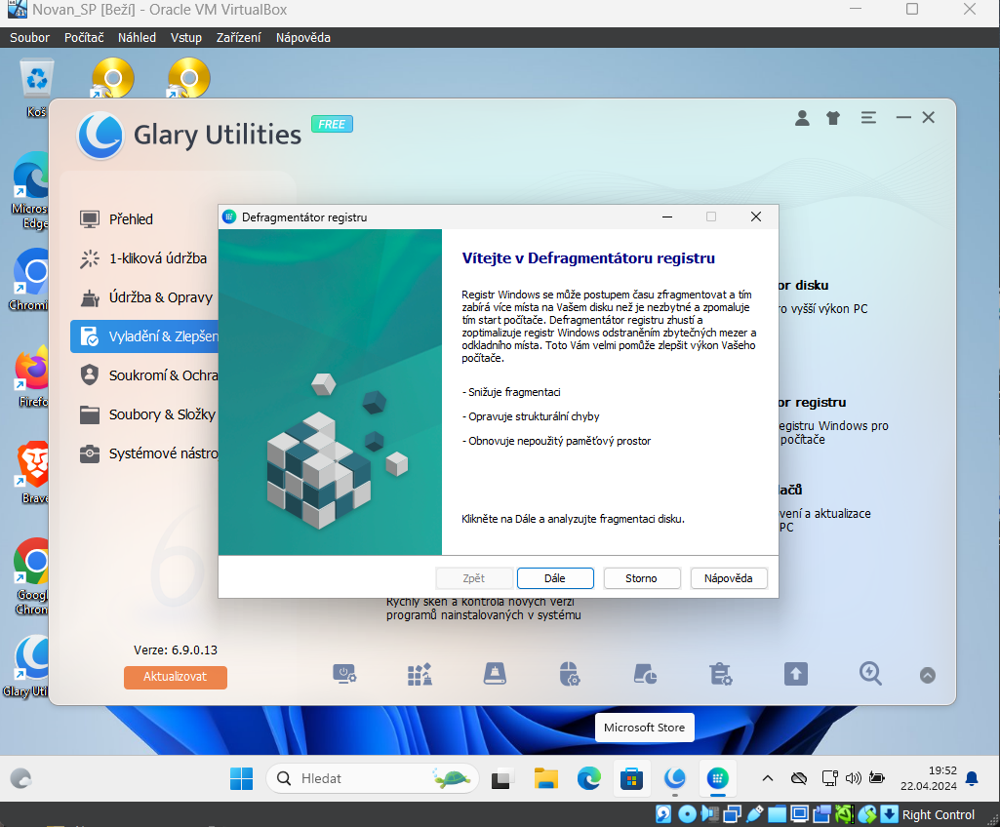 Novan_SP [Beží] - Oracle VM VirtualBox
Soubor Počítač Náhled Vstup Zařízení Nápověda
Koš
Glary Utilities FREE
Edge
Chromi
Firefo
Brave
Google
Chrom
Glary Util
Přehled
1-kliková údržba
Údržba & Opravy
Vyladění & Zlepšen
Soukromí & Ochra
Soubory & Složky
Systémové nástro
Verze: 6.9.0.13
Aktualizovat
Defragmentátor registru
Vítejte v Defragmentátoru registru
Registr Windows se může postupem času zfragmentovat a tím
zabírá více místa na Vašem disku než je nezbytné a zpomaluje
tím start počítače. Defragmentátor registru zhustí a
zoptimalizuje registr Windows odstraněním zbytečných mezer a
odkladního místa. Toto Vám velmi pomůže zlepšit výkon Vašeho
počítače.
- Snižuje fragmentaci
- Opravuje strukturální chyby
- Obnovuje nepoužitý paměťový prostor
Klikněte na Dále a analyzujte fragmentaci disku.
Zpět Dále Storno Nápověda
or disku
ro vyšší výkon PC
or registru
egistru Windows pro
počítače
lačů
vení a aktualizace
PC
Rychlý sken a kontrola nových verzí
programů nainstalovaných v systému
Microsoft Store
Hledat
19:52
22.04.2024
Right Control